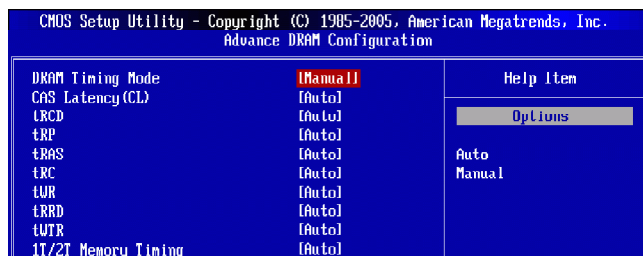 CMOS Setup Utility - Copyright (C) 1985-2005, American Megatrends, Inc.
Advance DRAM Configuration
DRAM Timing Mode [Manual]
CAS Latency(CL) [Auto]
tRCD [Auto]
tRP [Auto]
tRAS [Auto]
tRC [Auto]
tWR [Auto]
tRRD [Auto]
tWTR [Auto]
1T/2T Memory Timing [Auto]
Help Item
Options
Auto
Manual